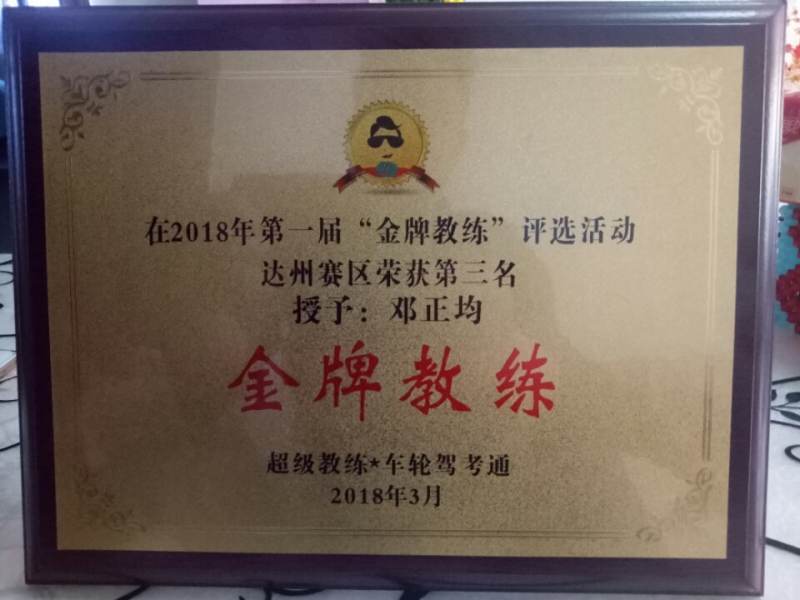 在2018年第一届“金牌教练”评选活动
达州赛区荣获第三名
授予：邓正均
金牌教练
超级教练*车轮驾考通
2018年3月